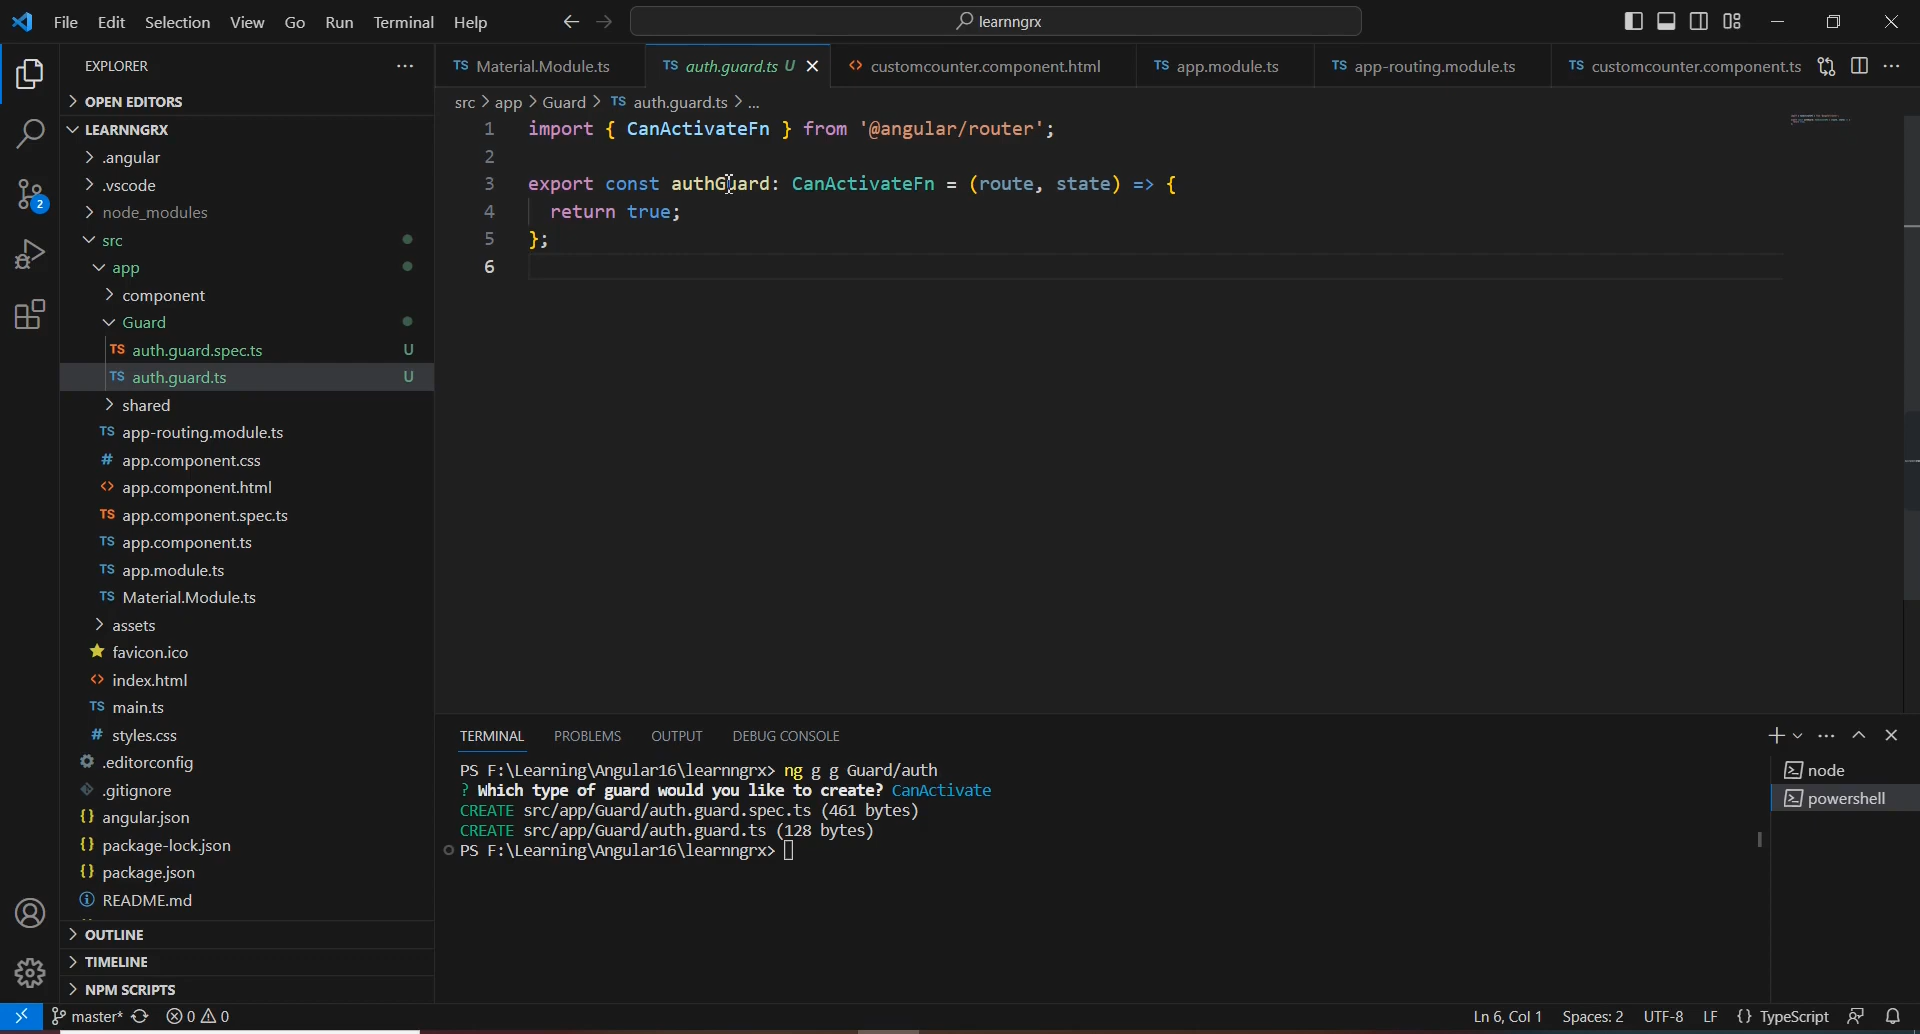 File Edit Selection View Go Run Terminal Help
learnngrx
EXPLORER
OPEN EDITORS
LEARNNGRX
.angular
.vscode
node_modules
src
app
component
Guard
TS auth.guard.spec.ts U
TS auth.guard.ts U
shared
TS app-routing.module.ts
# app.component.css
<> app.component.html
TS app.component.spec.ts
TS app.component.ts
TS app.module.ts
TS Material.Module.ts
assets
favicon.ico
<> index.html
TS main.ts
# styles.css
.editorconfig
.gitignore
{} angular.json
{} package-lock.json
{} package.json
README.md
OUTLINE
TIMELINE
NPM SCRIPTS
2
TS Material.Module.ts
TS auth.guard.ts U
<> customcounter.component.html
TS app.module.ts
TS app-routing.module.ts
TS customcounter.component.ts
src > app > Guard > TS auth.guard.ts > ...
1 import { CanActivateFn } from '@angular/router';
2
3 export const authGuard: CanActivateFn = (route, state) => {
4 return true;
5 };
6
TERMINAL PROBLEMS OUTPUT DEBUG CONSOLE
PS F:\Learning\Angular16\learnngrx> ng g g Guard/auth
? Which type of guard would you like to create? CanActivate
CREATE src/app/Guard/auth.guard.spec.ts (461 bytes)
CREATE src/app/Guard/auth.guard.ts (128 bytes)
PS F:\Learning\Angular16\learnngrx>
node
powershell
master* 0 0
Ln 6, Col 1 Spaces: 2 UTF-8 LF {} TypeScript